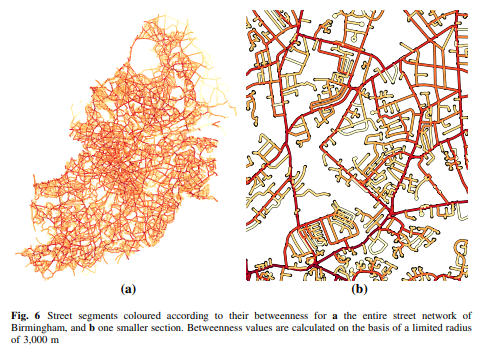 (a)
(b)
Fig. 6 Street segments coloured according to their betweenness for a the entire street network of
Birmingham, and b one smaller section. Betweenness values are calculated on the basis of a limited radius
of 3,000 m